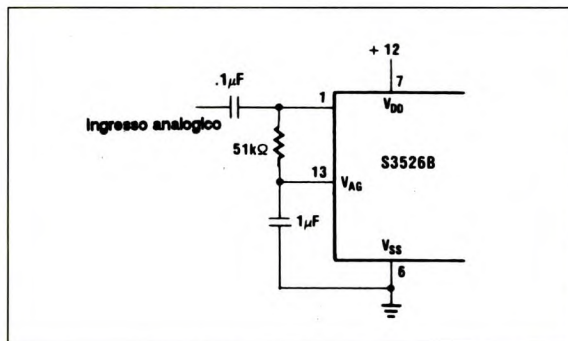 + 12
.1µF
1
7
V_DD
Ingresso analogico
51kΩ
S3526B
13
V_AG
1µF
V_SS
6